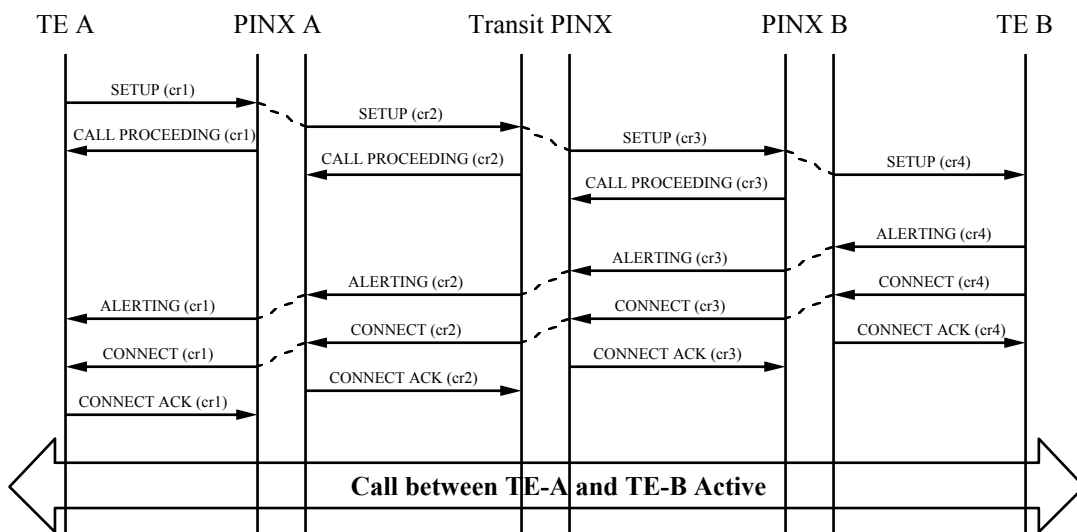 TE A PINX A Transit PINX PINX B TE B
SETUP (cr1)
SETUP (cr2)
CALL PROCEEDING (cr1)
SETUP (cr3)
CALL PROCEEDING (cr2)
SETUP (cr4)
CALL PROCEEDING (cr3)
ALERTING (cr4)
ALERTING (cr3)
ALERTING (cr2)
CONNECT (cr4)
ALERTING (cr1)
CONNECT (cr3)
CONNECT (cr2)
CONNECT ACK (cr4)
CONNECT (cr1)
CONNECT ACK (cr3)
CONNECT ACK (cr2)
CONNECT ACK (cr1)
Call between TE-A and TE-B Active